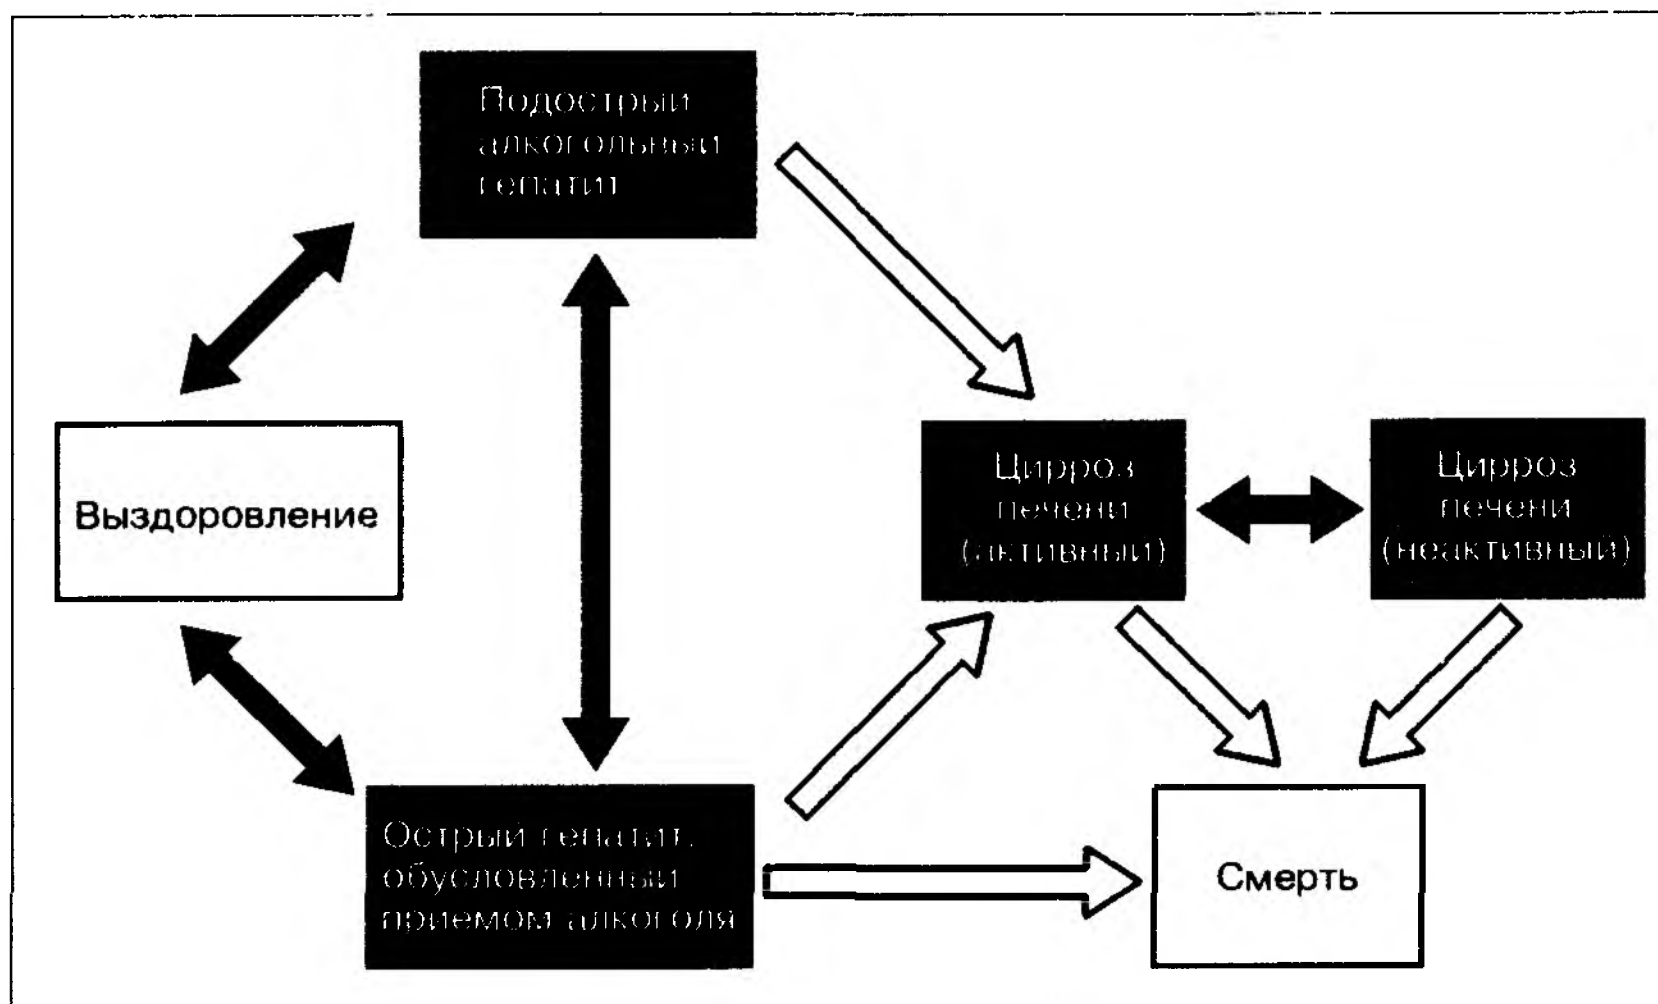 Подострый
алкогольный
гепатит
Выздоровление
Цирроз
печени
(активный)
Цирроз
печени
(неактивный)
Острый гепатит,
обусловленный
приемом алкоголя
Смерть